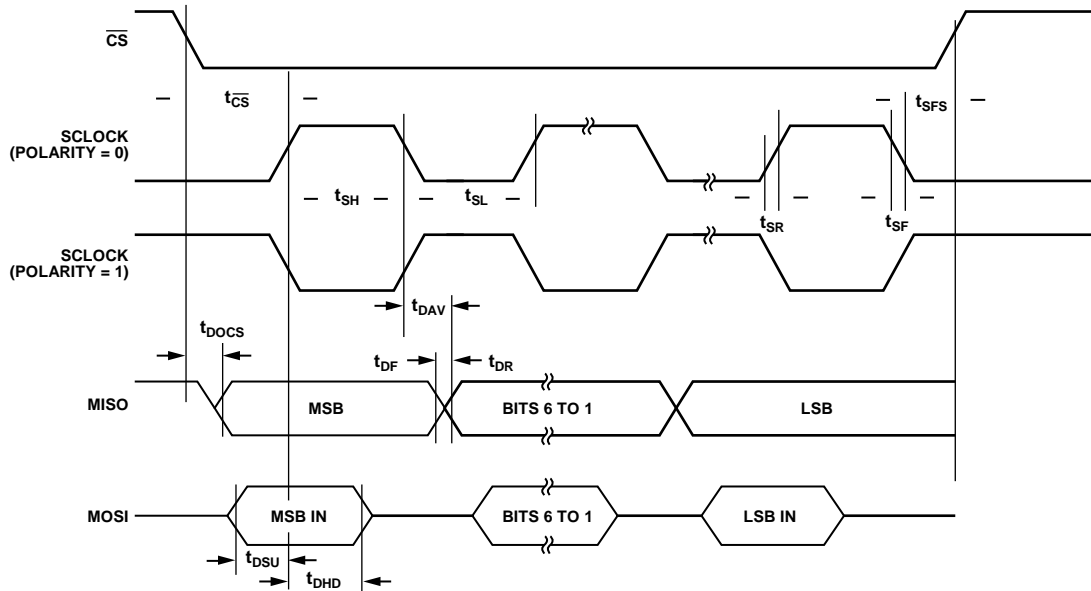 CS
tCS
tSFS
SCLOCK
(POLARITY = 0)
tSH
tSL
tSR
tSF
SCLOCK
(POLARITY = 1)
tDAV
tDOCS
tDF
tDR
MISO
MSB
BITS 6 TO 1
LSB
MOSI
MSB IN
BITS 6 TO 1
LSB IN
tDSU
tDHD